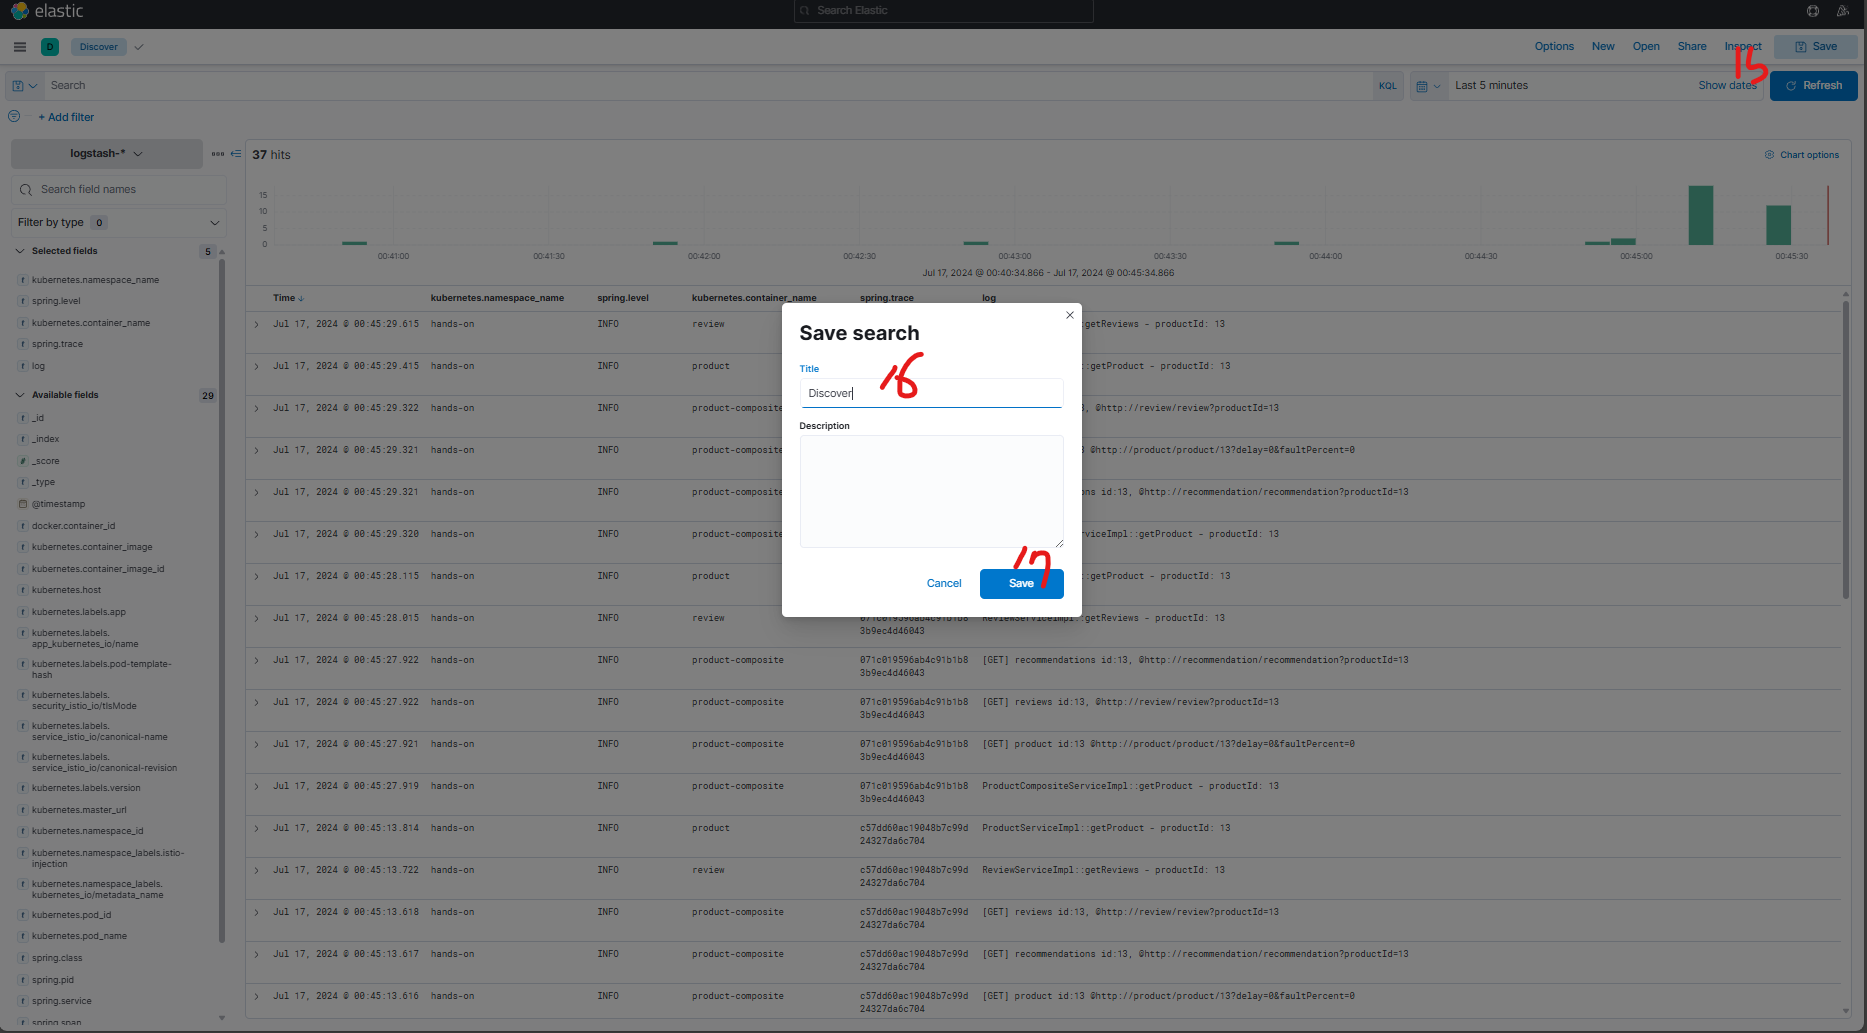 elastic
Search Elastic
D Discover
Options New Open Share Inspect Save
15
Search KQL Last 5 minutes Show dates Refresh
+ Add filter
logstash-*
Search field names
Filter by type 0
Selected fields 5
kubernetes.namespace_name
spring.level
kubernetes.container_name
spring.trace
log
Available fields 29
_id
_index
_score
_type
@timestamp
docker.container_id
kubernetes.container_image
kubernetes.container_image_id
kubernetes.host
kubernetes.labels.app
kubernetes.labels.
app_kubernetes_io/name
kubernetes.labels.pod-template-
hash
kubernetes.labels.
security_istio_io/tlsMode
kubernetes.labels.
service_istio_io/canonical-name
kubernetes.labels.
service_istio_io/canonical-revision
kubernetes.labels.version
kubernetes.master_url
kubernetes.namespace_id
kubernetes.namespace_labels.istio-
injection
kubernetes.namespace_labels.
kubernetes_io/metadata_name
kubernetes.pod_id
kubernetes.pod_name
spring.class
spring.pid
spring.service
spring.span
37 hits
Chart options
15
10
5
0
00:41:00 00:41:30 00:42:00 00:42:30 00:43:00 00:43:30 00:44:00 00:44:30 00:45:00 00:45:30
Jul 17, 2024 @ 00:40:34.866 - Jul 17, 2024 @ 00:45:34.866
Time kubernetes.namespace_name spring.level kubernetes.container_name spring.trace log
Jul 17, 2024 @ 00:45:29.615 hands-on INFO review :getReviews - productId: 13
Jul 17, 2024 @ 00:45:29.415 hands-on INFO product :getProduct - productId: 13
Jul 17, 2024 @ 00:45:29.322 hands-on INFO product-composite 3, @http://review/review?productId=13
Jul 17, 2024 @ 00:45:29.321 hands-on INFO product-composite 3 @http://product/product/13?delay=0&faultPercent=0
Jul 17, 2024 @ 00:45:29.321 hands-on INFO product-composite ns id:13, @http://recommendation/recommendation?productId=13
Jul 17, 2024 @ 00:45:29.320 hands-on INFO product-composite rviceImpl::getProduct - productId: 13
Jul 17, 2024 @ 00:45:28.115 hands-on INFO product :getProduct - productId: 13
Jul 17, 2024 @ 00:45:28.015 hands-on INFO review 071c019596ab4c91b1b8 ReviewServiceImpl::getReviews - productId: 13
3b9ec4d46043
Jul 17, 2024 @ 00:45:27.922 hands-on INFO product-composite 071c019596ab4c91b1b8 [GET] recommendations id:13, @http://recommendation/recommendation?productId=13
3b9ec4d46043
Jul 17, 2024 @ 00:45:27.922 hands-on INFO product-composite 071c019596ab4c91b1b8 [GET] reviews id:13, @http://review/review?productId=13
3b9ec4d46043
Jul 17, 2024 @ 00:45:27.921 hands-on INFO product-composite 071c019596ab4c91b1b8 [GET] product id:13 @http://product/product/13?delay=0&faultPercent=0
3b9ec4d46043
Jul 17, 2024 @ 00:45:27.919 hands-on INFO product-composite 071c019596ab4c91b1b8 ProductCompositeServiceImpl::getProduct - productId: 13
3b9ec4d46043
Jul 17, 2024 @ 00:45:13.814 hands-on INFO product c57dd60ac19048b7c99d ProductServiceImpl::getProduct - productId: 13
24327da6c704
Jul 17, 2024 @ 00:45:13.722 hands-on INFO review c57dd60ac19048b7c99d ReviewServiceImpl::getReviews - productId: 13
24327da6c704
Jul 17, 2024 @ 00:45:13.618 hands-on INFO product-composite c57dd60ac19048b7c99d [GET] reviews id:13, @http://review/review?productId=13
24327da6c704
Jul 17, 2024 @ 00:45:13.617 hands-on INFO product-composite c57dd60ac19048b7c99d [GET] recommendations id:13, @http://recommendation/recommendation?productId=13
24327da6c704
Jul 17, 2024 @ 00:45:13.616 hands-on INFO product-composite c57dd60ac19048b7c99d [GET] product id:13 @http://product/product/13?delay=0&faultPercent=0
24327da6c704
Save search
Title
16
Discover
Description
17
Cancel Save